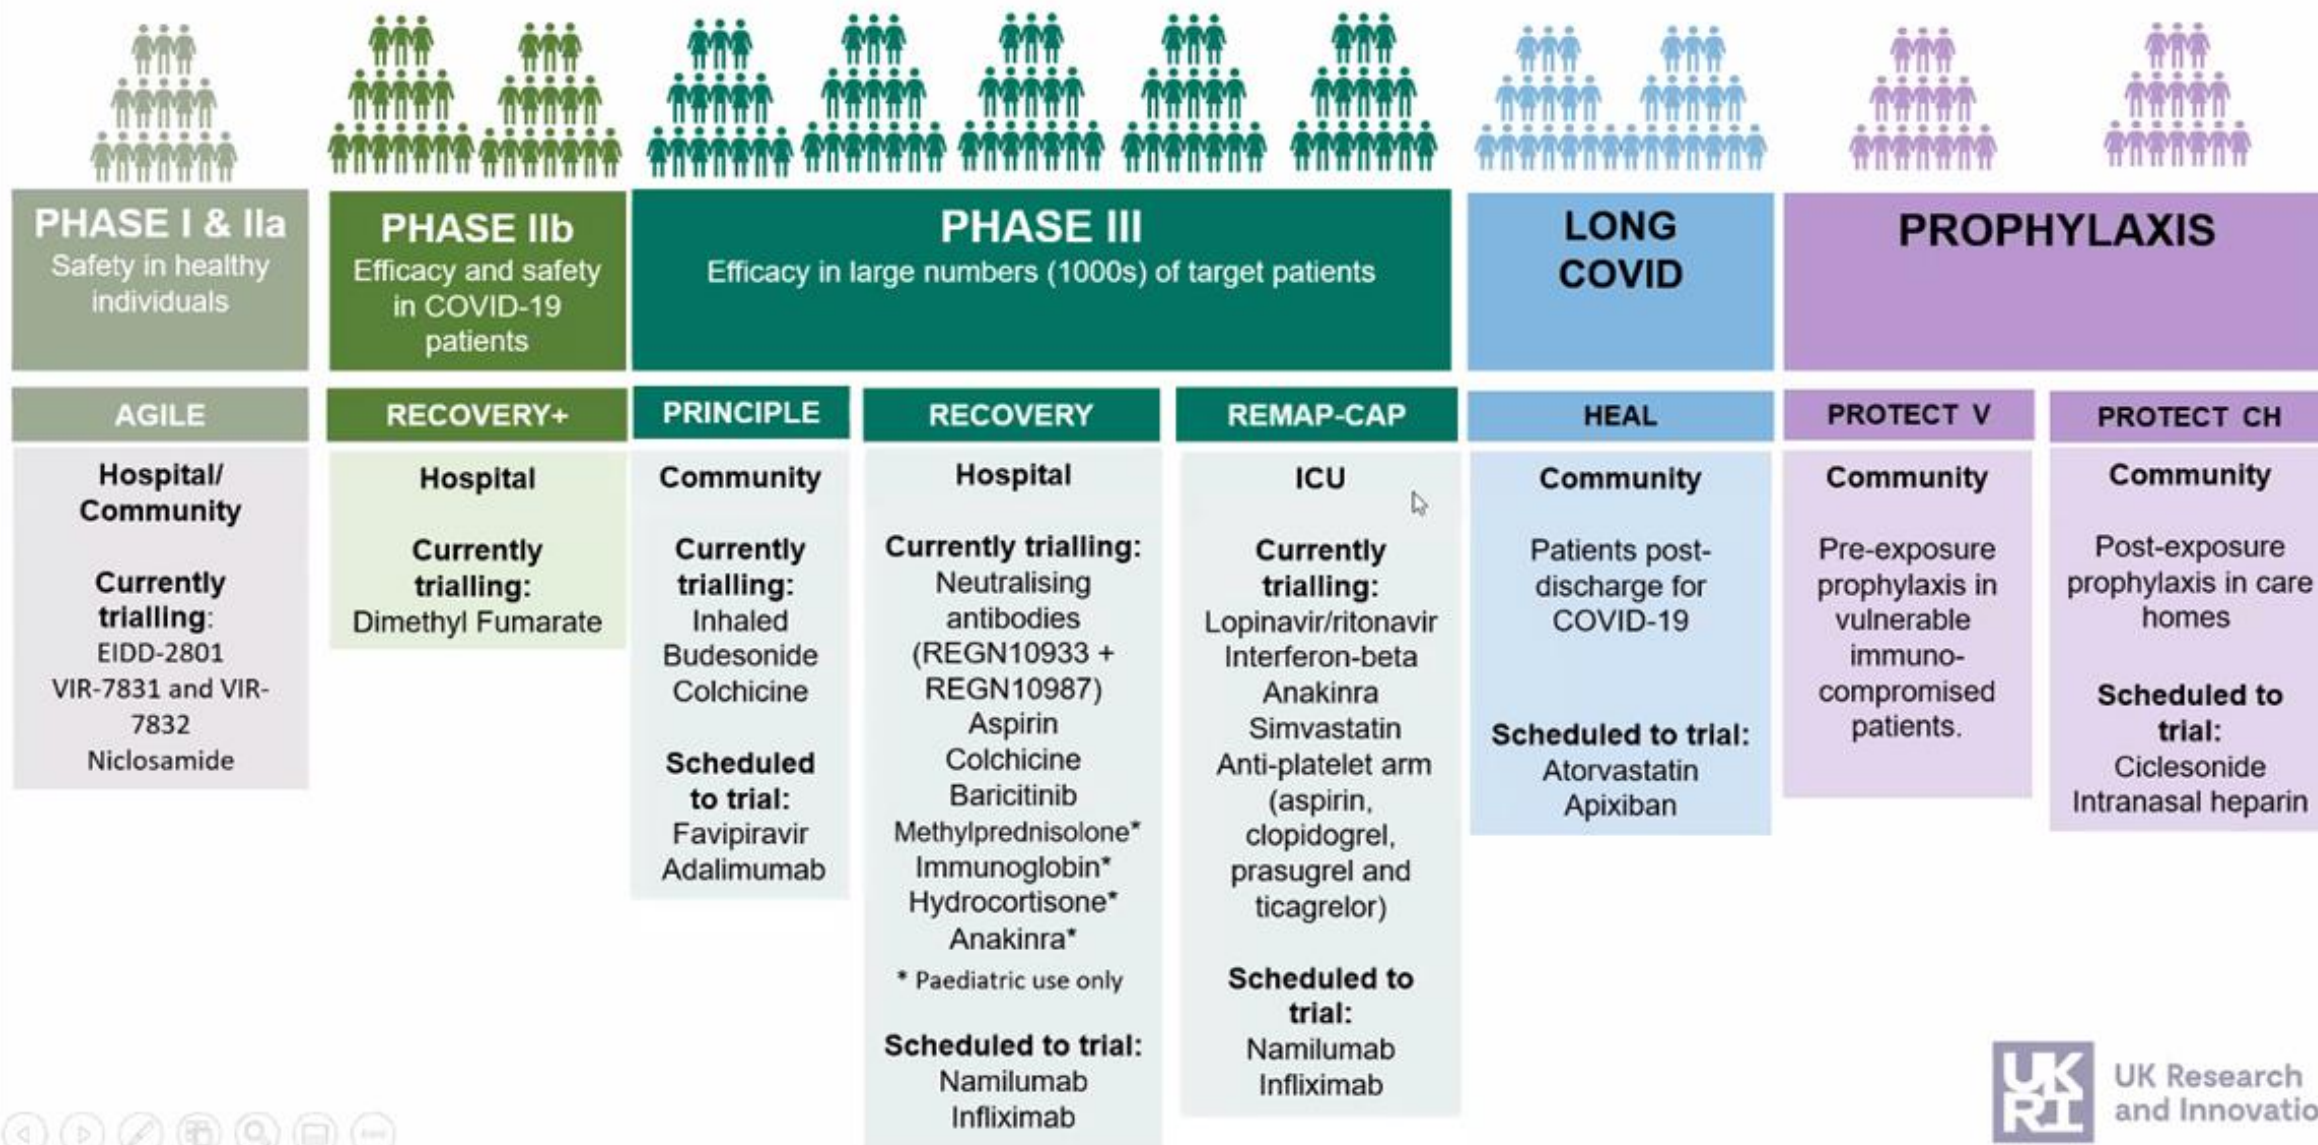 PHASE I & IIa
Safety in healthy
individuals
PHASE IIb
Efficacy and safety
in COVID-19
patients
PHASE III
Efficacy in large numbers (1000s) of target patients
LONG
COVID
PROPHYLAXIS
AGILE
Hospital/
Community
Currently
trialling:
EIDD-2801
VIR-7831 and VIR-
7832
Niclosamide
RECOVERY+
Hospital
Currently
trialling:
Dimethyl Fumarate
PRINCIPLE
Community
Currently
trialling:
Inhaled
Budesonide
Colchicine
Scheduled
to trial:
Favipiravir
Adalimumab
RECOVERY
Hospital
Currently trialling:
Neutralising
antibodies
(REGN10933 +
REGN10987)
Aspirin
Colchicine
Baricitinib
Methylprednisolone*
Immunoglobin*
Hydrocortisone*
Anakinra*
* Paediatric use only
Scheduled to trial:
Namilumab
Infliximab
REMAP-CAP
ICU
Currently
trialling:
Lopinavir/ritonavir
Interferon-beta
Anakinra
Simvastatin
Anti-platelet arm
(aspirin,
clopidogrel,
prasugrel and
ticagrelor)
Scheduled to
trial:
Namilumab
Infliximab
HEAL
Community
Patients post-
discharge for
COVID-19
Scheduled to trial:
Atorvastatin
Apixiban
PROTECT V
Community
Pre-exposure
prophylaxis in
vulnerable
immuno-
compromised
patients.
PROTECT CH
Community
Post-exposure
prophylaxis in care
homes
Scheduled to
trial:
Ciclesonide
Intranasal heparin
UK
RI
UK Research
and Innovatio